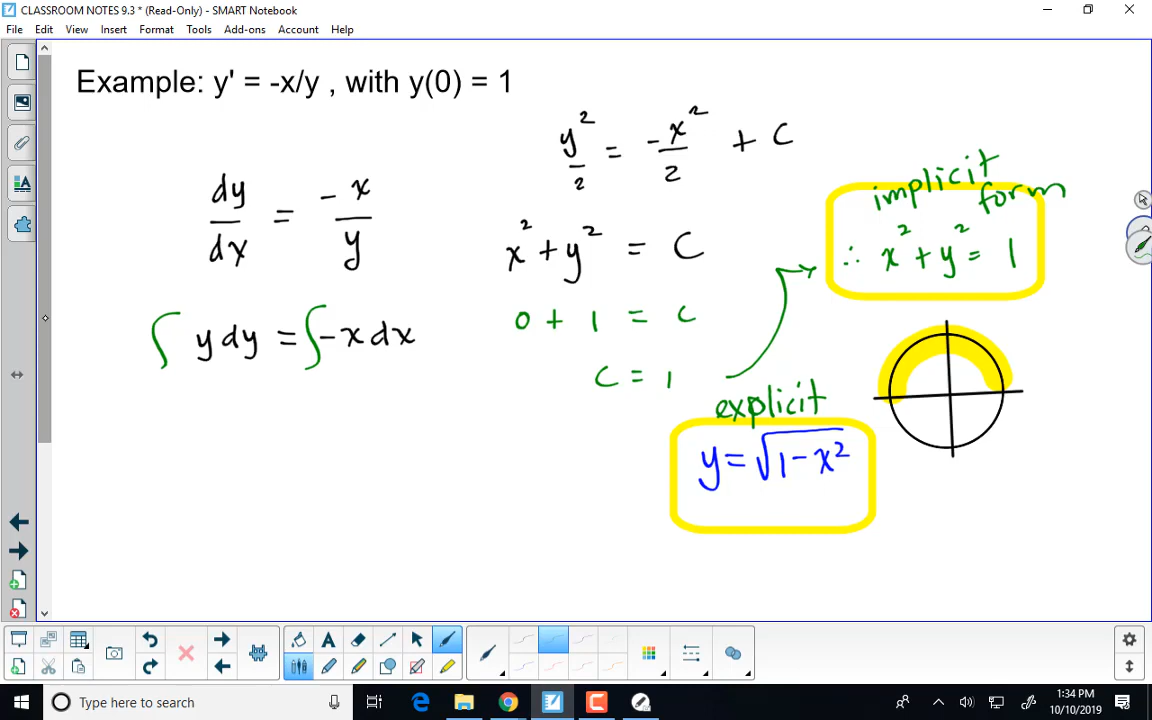 CLASSROOM NOTES 9.3 * (Read-Only) - SMART Notebook
File Edit View Insert Format Tools Add-ons Account Help
Example: y' = -x/y , with y(0) = 1
dy/dx = -x/y
∫ y dy = ∫ -x dx
y²/2 = -x²/2 + C
x² + y² = C
0 + 1 = C
C = 1
implicit
form
∴ x² + y² = 1
explicit
y = √(1 - x²)
Type here to search
1:34 PM
10/10/2019